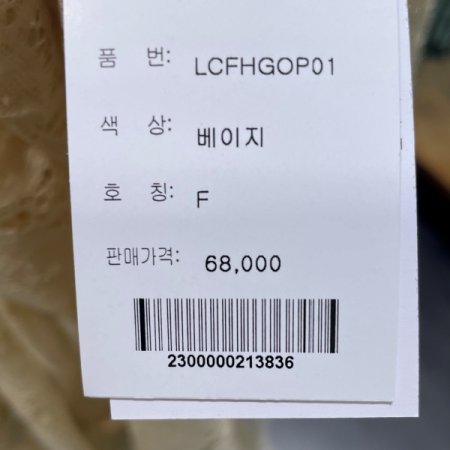 품 번: LCFHGOP01
색 상: 베이지
호 칭: F
판매가격: 68,000
2300000213836